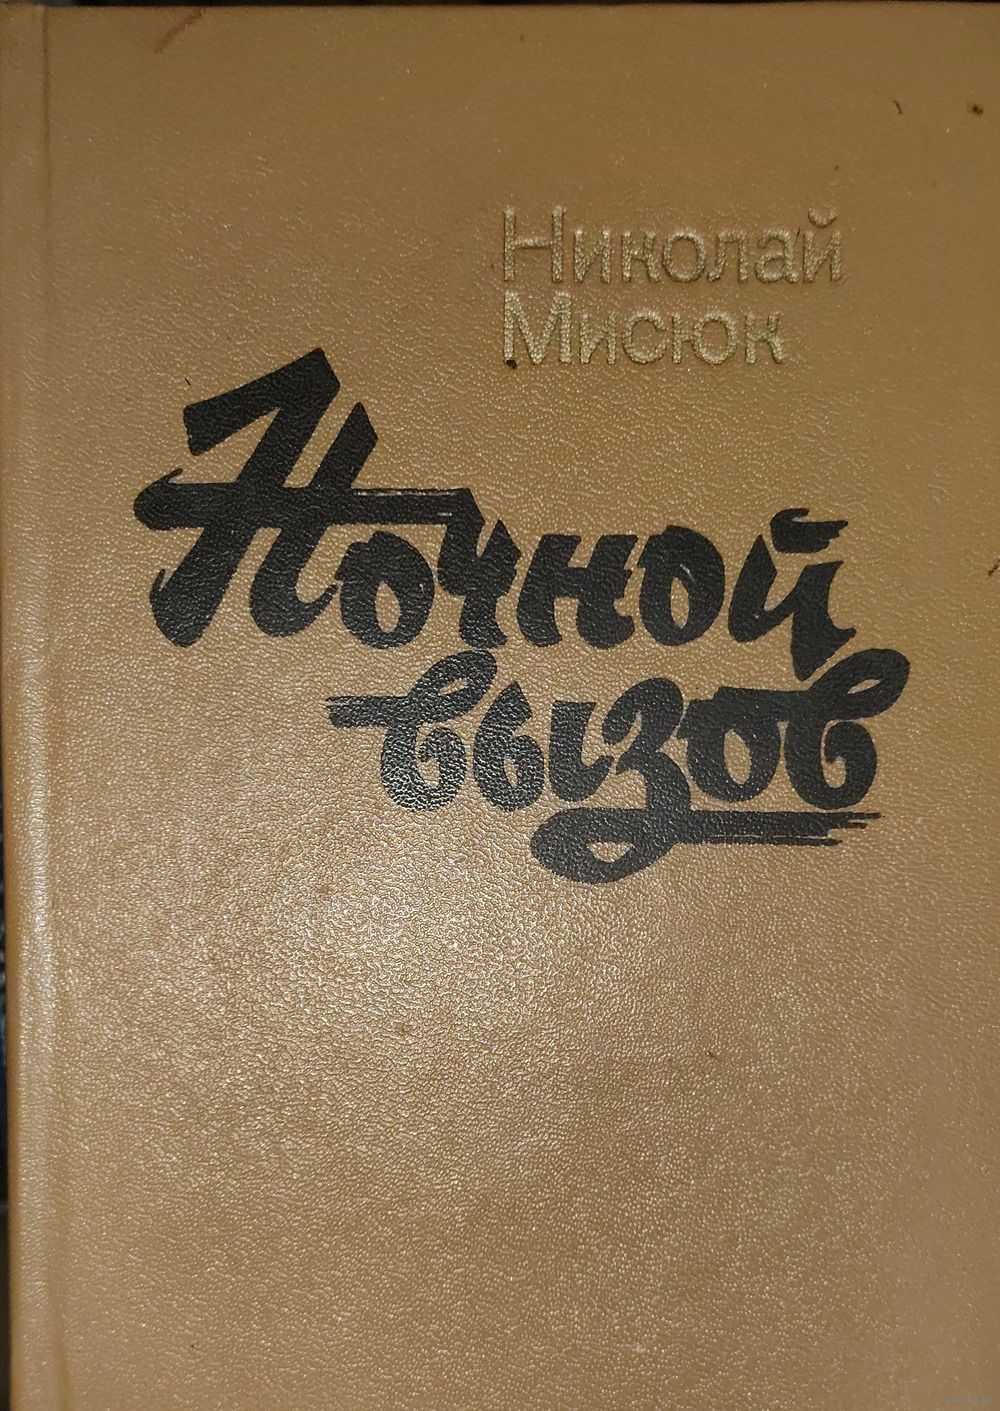 Николай
Мисюк
Ночной
вызов